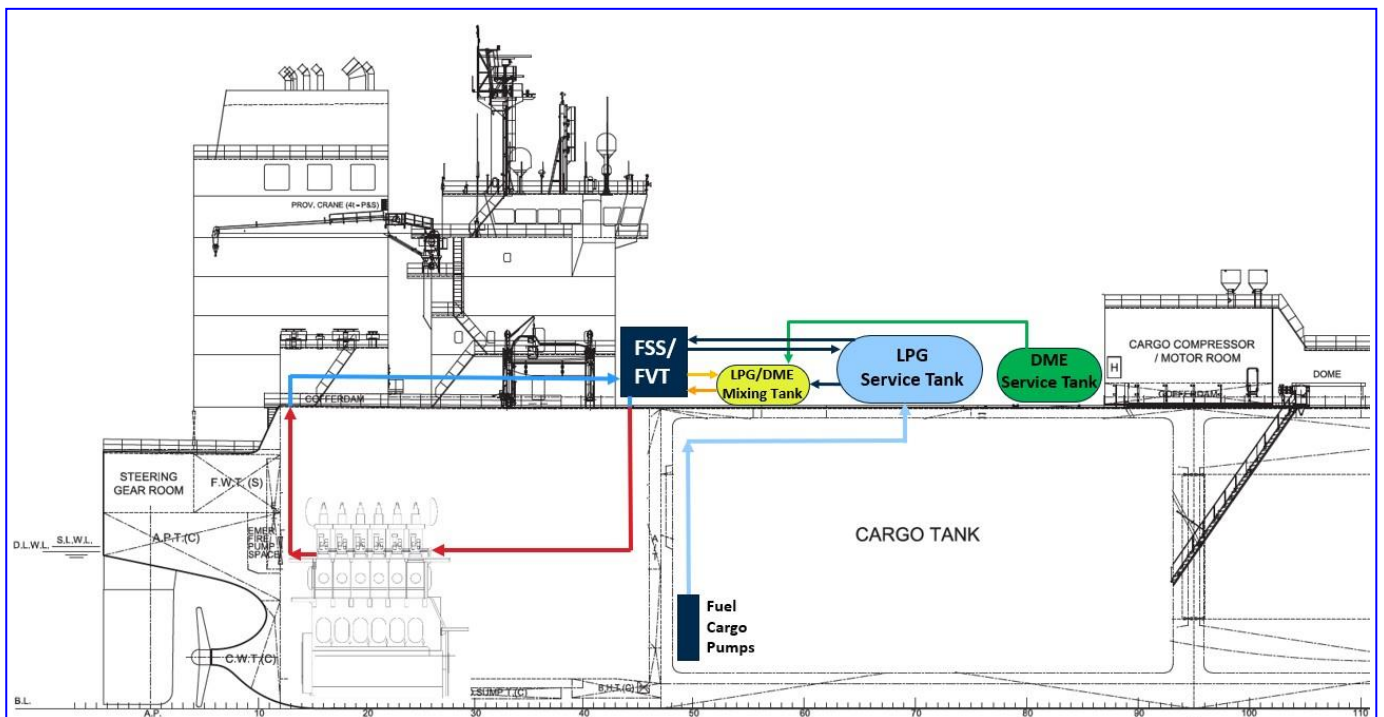 PROV. CRANE (4t-P&S)
FSS/
FVT
LPG/DME
Mixing Tank
LPG
Service Tank
DME
Service Tank
CARGO COMPRESSOR
/ MOTOR ROOM
H
DOME
COFFERDAM
COFFERDAM
STEERING
GEAR ROOM
F.W.T. (S)
A.P.T.(C)
EMER.
FIRE
PUMP
SPACE
D.L.W.L.
S.L.W.L.
CARGO TANK
Fuel
Cargo
Pumps
C.W.T.(C)
SUMP T.(C)
B.H.T.(C)
B.L.
A.P.
10
20
30
40
50
60
70
80
90
100
110